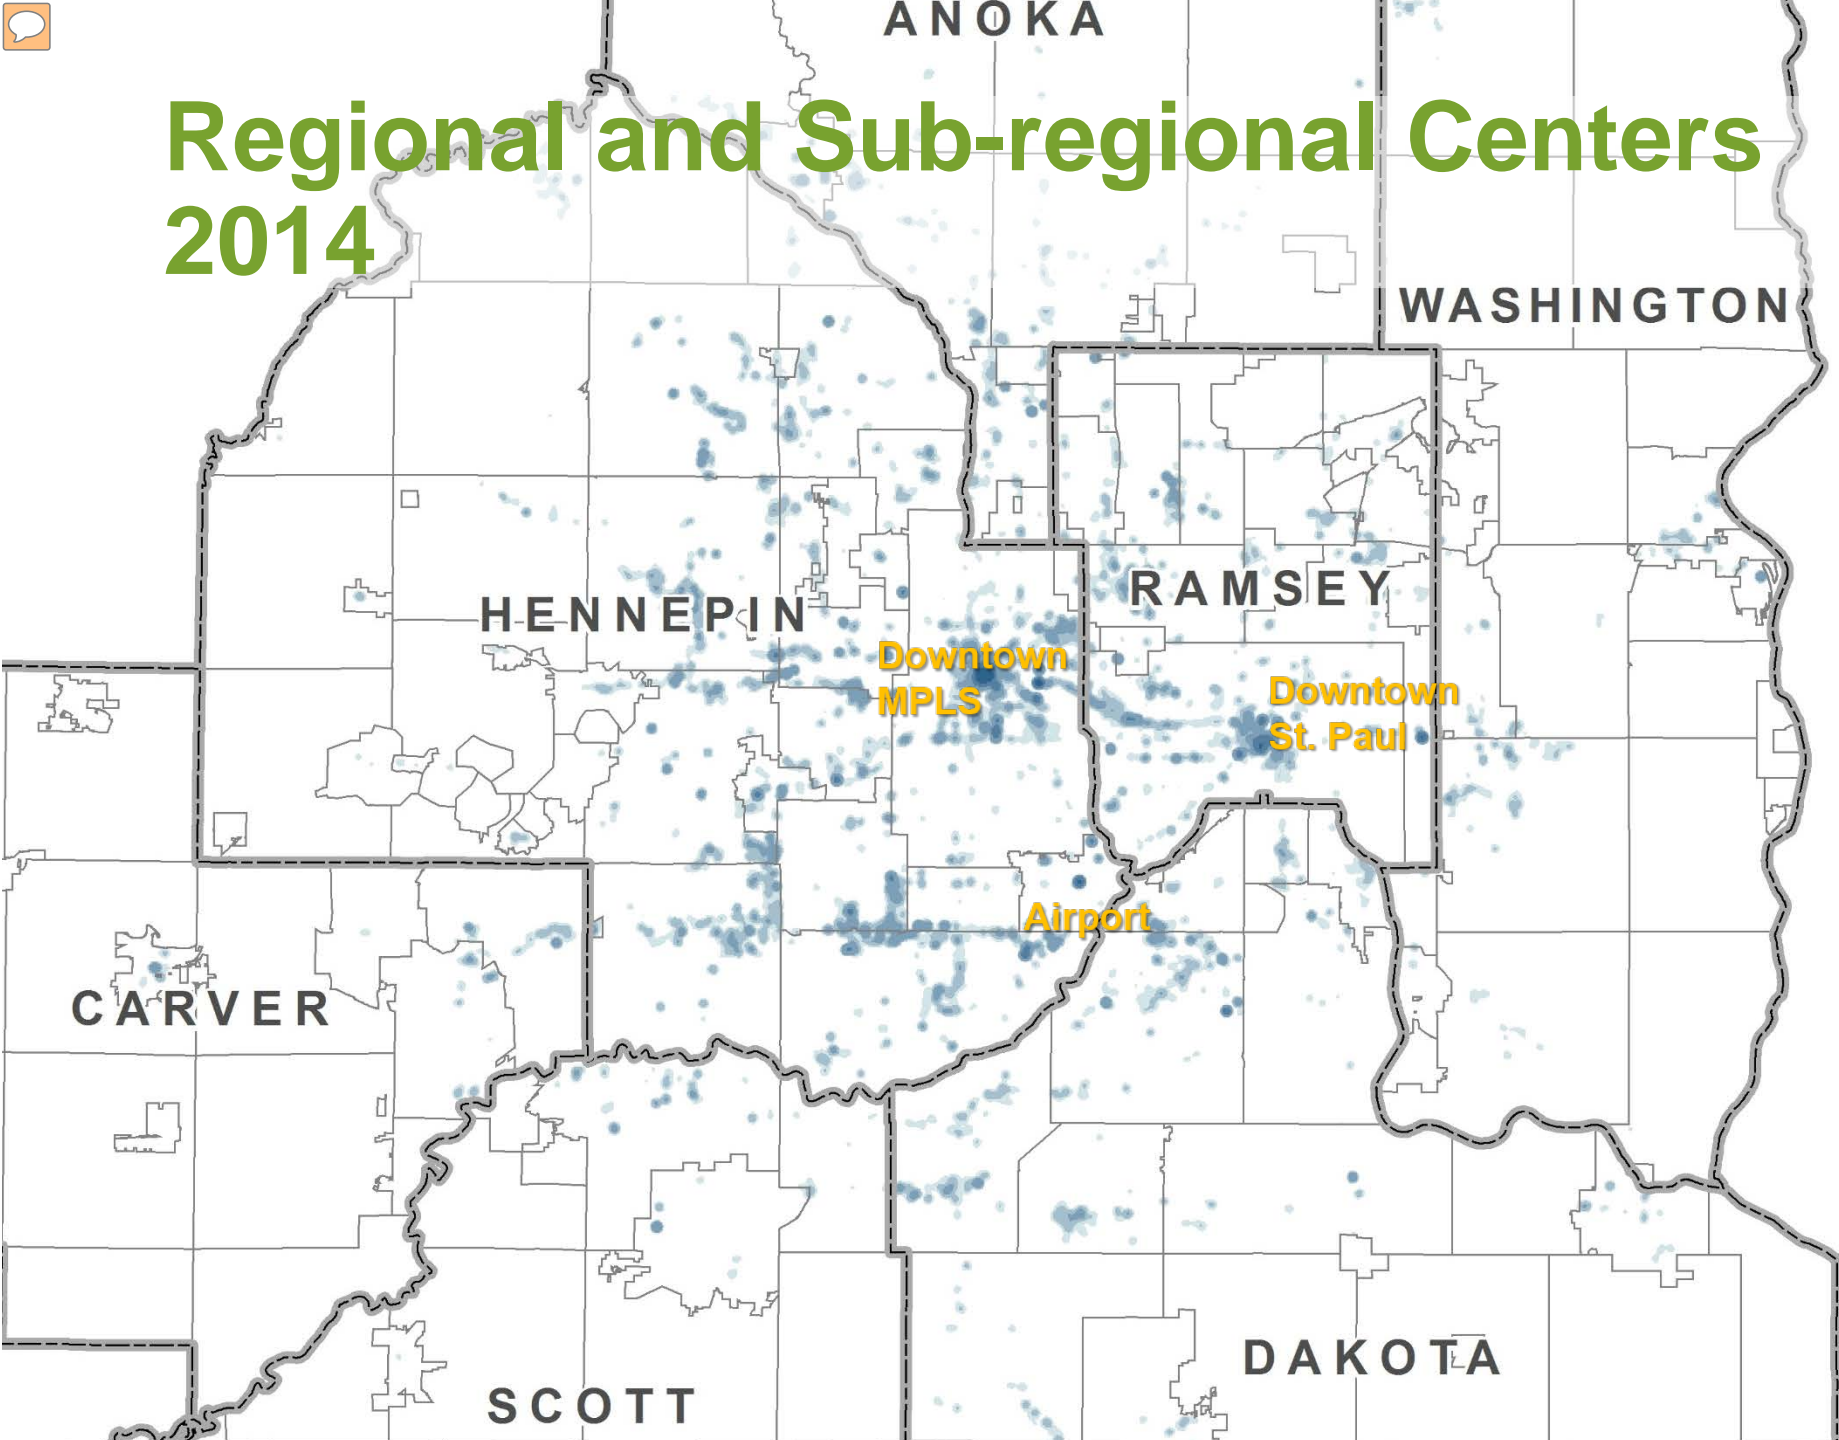 ANOKA
Regional and Sub-regional Centers
2014
WASHINGTON
RAMSEY
HENNEPIN
Downtown
MPLS
Downtown
St. Paul
Airport
CARVER
DAKOTA
SCOTT